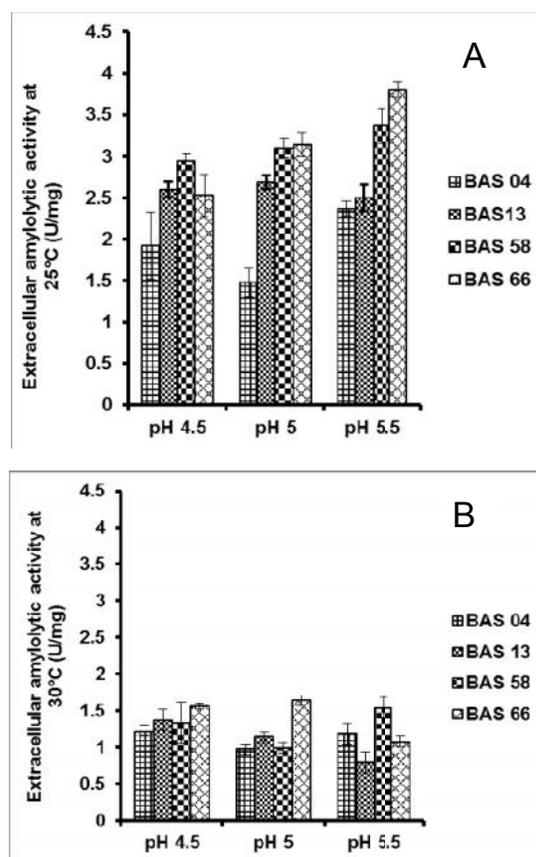 A
Extracellular amylolytic activity at
25°C (U/mg)
4.5
4
3.5
3
2.5
2
1.5
1
0.5
0
pH 4.5 pH 5 pH 5.5
BAS 04
BAS13
BAS 58
BAS 66
B
Extracellular amylolytic activity at
30°C (U/mg)
4.5
4
3.5
3
2.5
2
1.5
1
0.5
0
pH 4.5 pH 5 pH 5.5
BAS 04
BAS 13
BAS 58
BAS 66